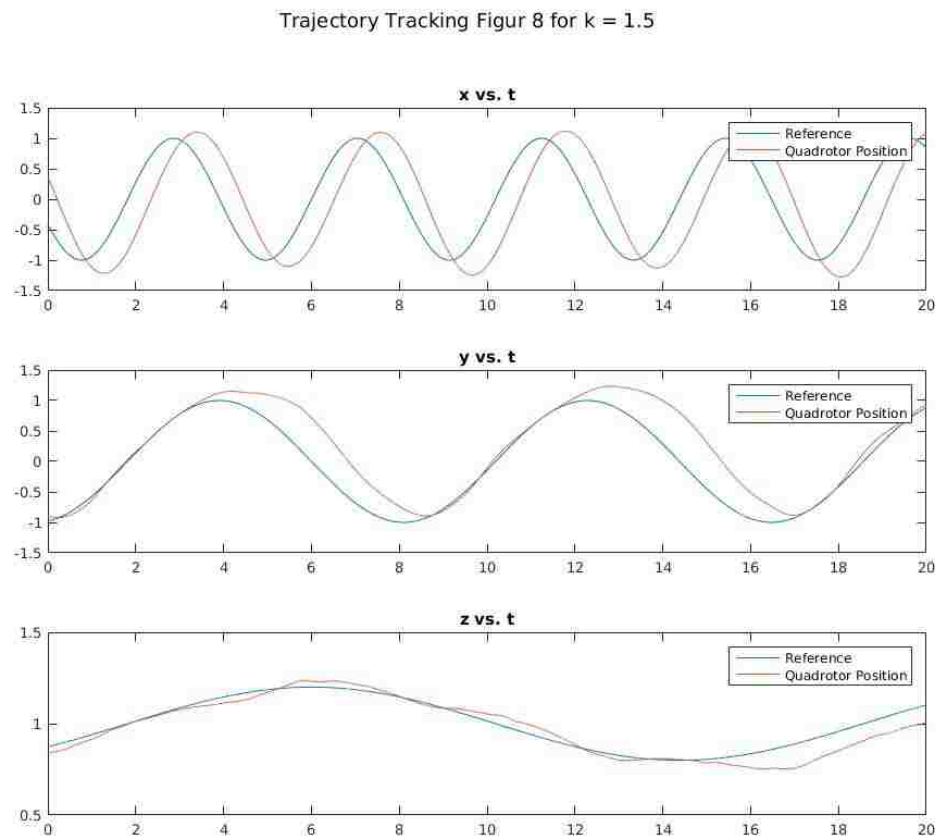 Trajectory Tracking Figur 8 for k = 1.5
x vs. t
1.5
1
0.5
0
-0.5
-1
-1.5
Reference
Quadrotor Position
0 2 4 6 8 10 12 14 16 18 20
y vs. t
1.5
1
0.5
0
-0.5
-1
-1.5
Reference
Quadrotor Position
0 2 4 6 8 10 12 14 16 18 20
z vs. t
1.5
1
0.5
Reference
Quadrotor Position
0 2 4 6 8 10 12 14 16 18 20